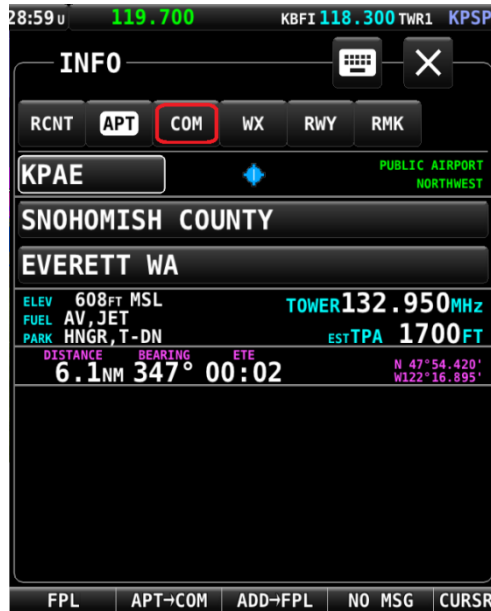 28:59U 119.700 KBFI 118.300 TWR1 KPSP
INFO
RCNT APT COM WX RWY RMK
KPAE PUBLIC AIRPORT
NORTHWEST
SNOHOMISH COUNTY
EVERETT WA
ELEV 608FT MSL TOWER 132.950MHz
FUEL AV,JET
PARK HNGR,T-DN EST TPA 1700FT
DISTANCE BEARING ETE
6.1NM 347° 00:02 N 47°54.420'
W122°16.895'
FPL APT→COM ADD→FPL NO MSG CURSR